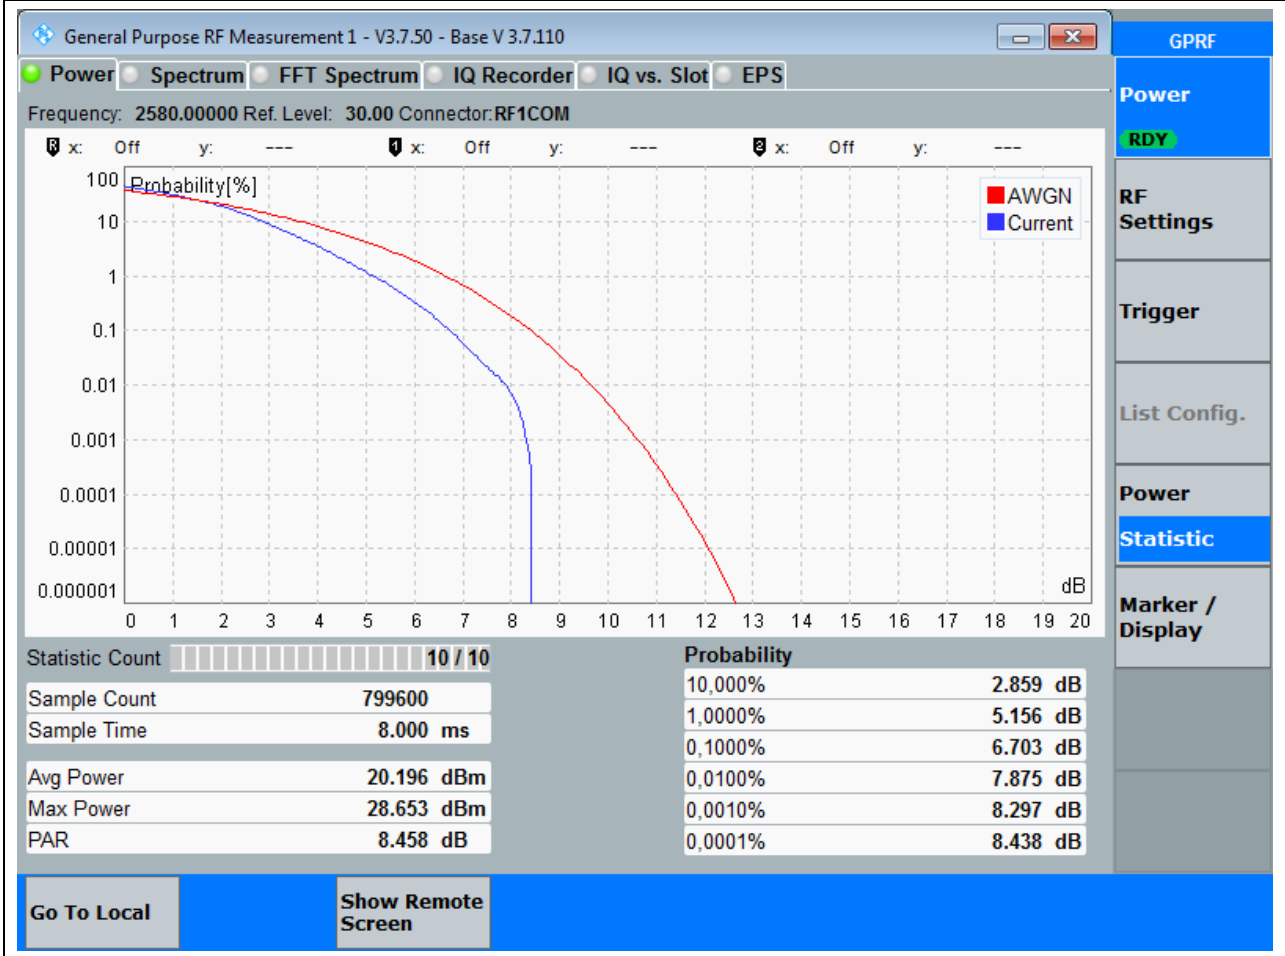 General Purpose RF Measurement 1 - V3.7.50 - Base V 3.7.110
GPRF
Power Spectrum FFT Spectrum IQ Recorder IQ vs. Slot EPS
Frequency: 2580.00000 Ref. Level: 30.00 Connector:RF1COM
R x: Off y: --- 1 x: Off y: --- 2 x: Off y: ---
Probability[%]
100
10
1
0.1
0.01
0.001
0.0001
0.00001
0.000001
AWGN
Current
dB
0 1 2 3 4 5 6 7 8 9 10 11 12 13 14 15 16 17 18 19 20
Statistic Count 10 / 10
Sample Count 799600
Sample Time 8.000 ms
Avg Power 20.196 dBm
Max Power 28.653 dBm
PAR 8.458 dB
Probability
10,000% 2.859 dB
1,0000% 5.156 dB
0,1000% 6.703 dB
0,0100% 7.875 dB
0,0010% 8.297 dB
0,0001% 8.438 dB
Power
RDY
RF
Settings
Trigger
List Config.
Power
Statistic
Marker /
Display
Go To Local
Show Remote
Screen